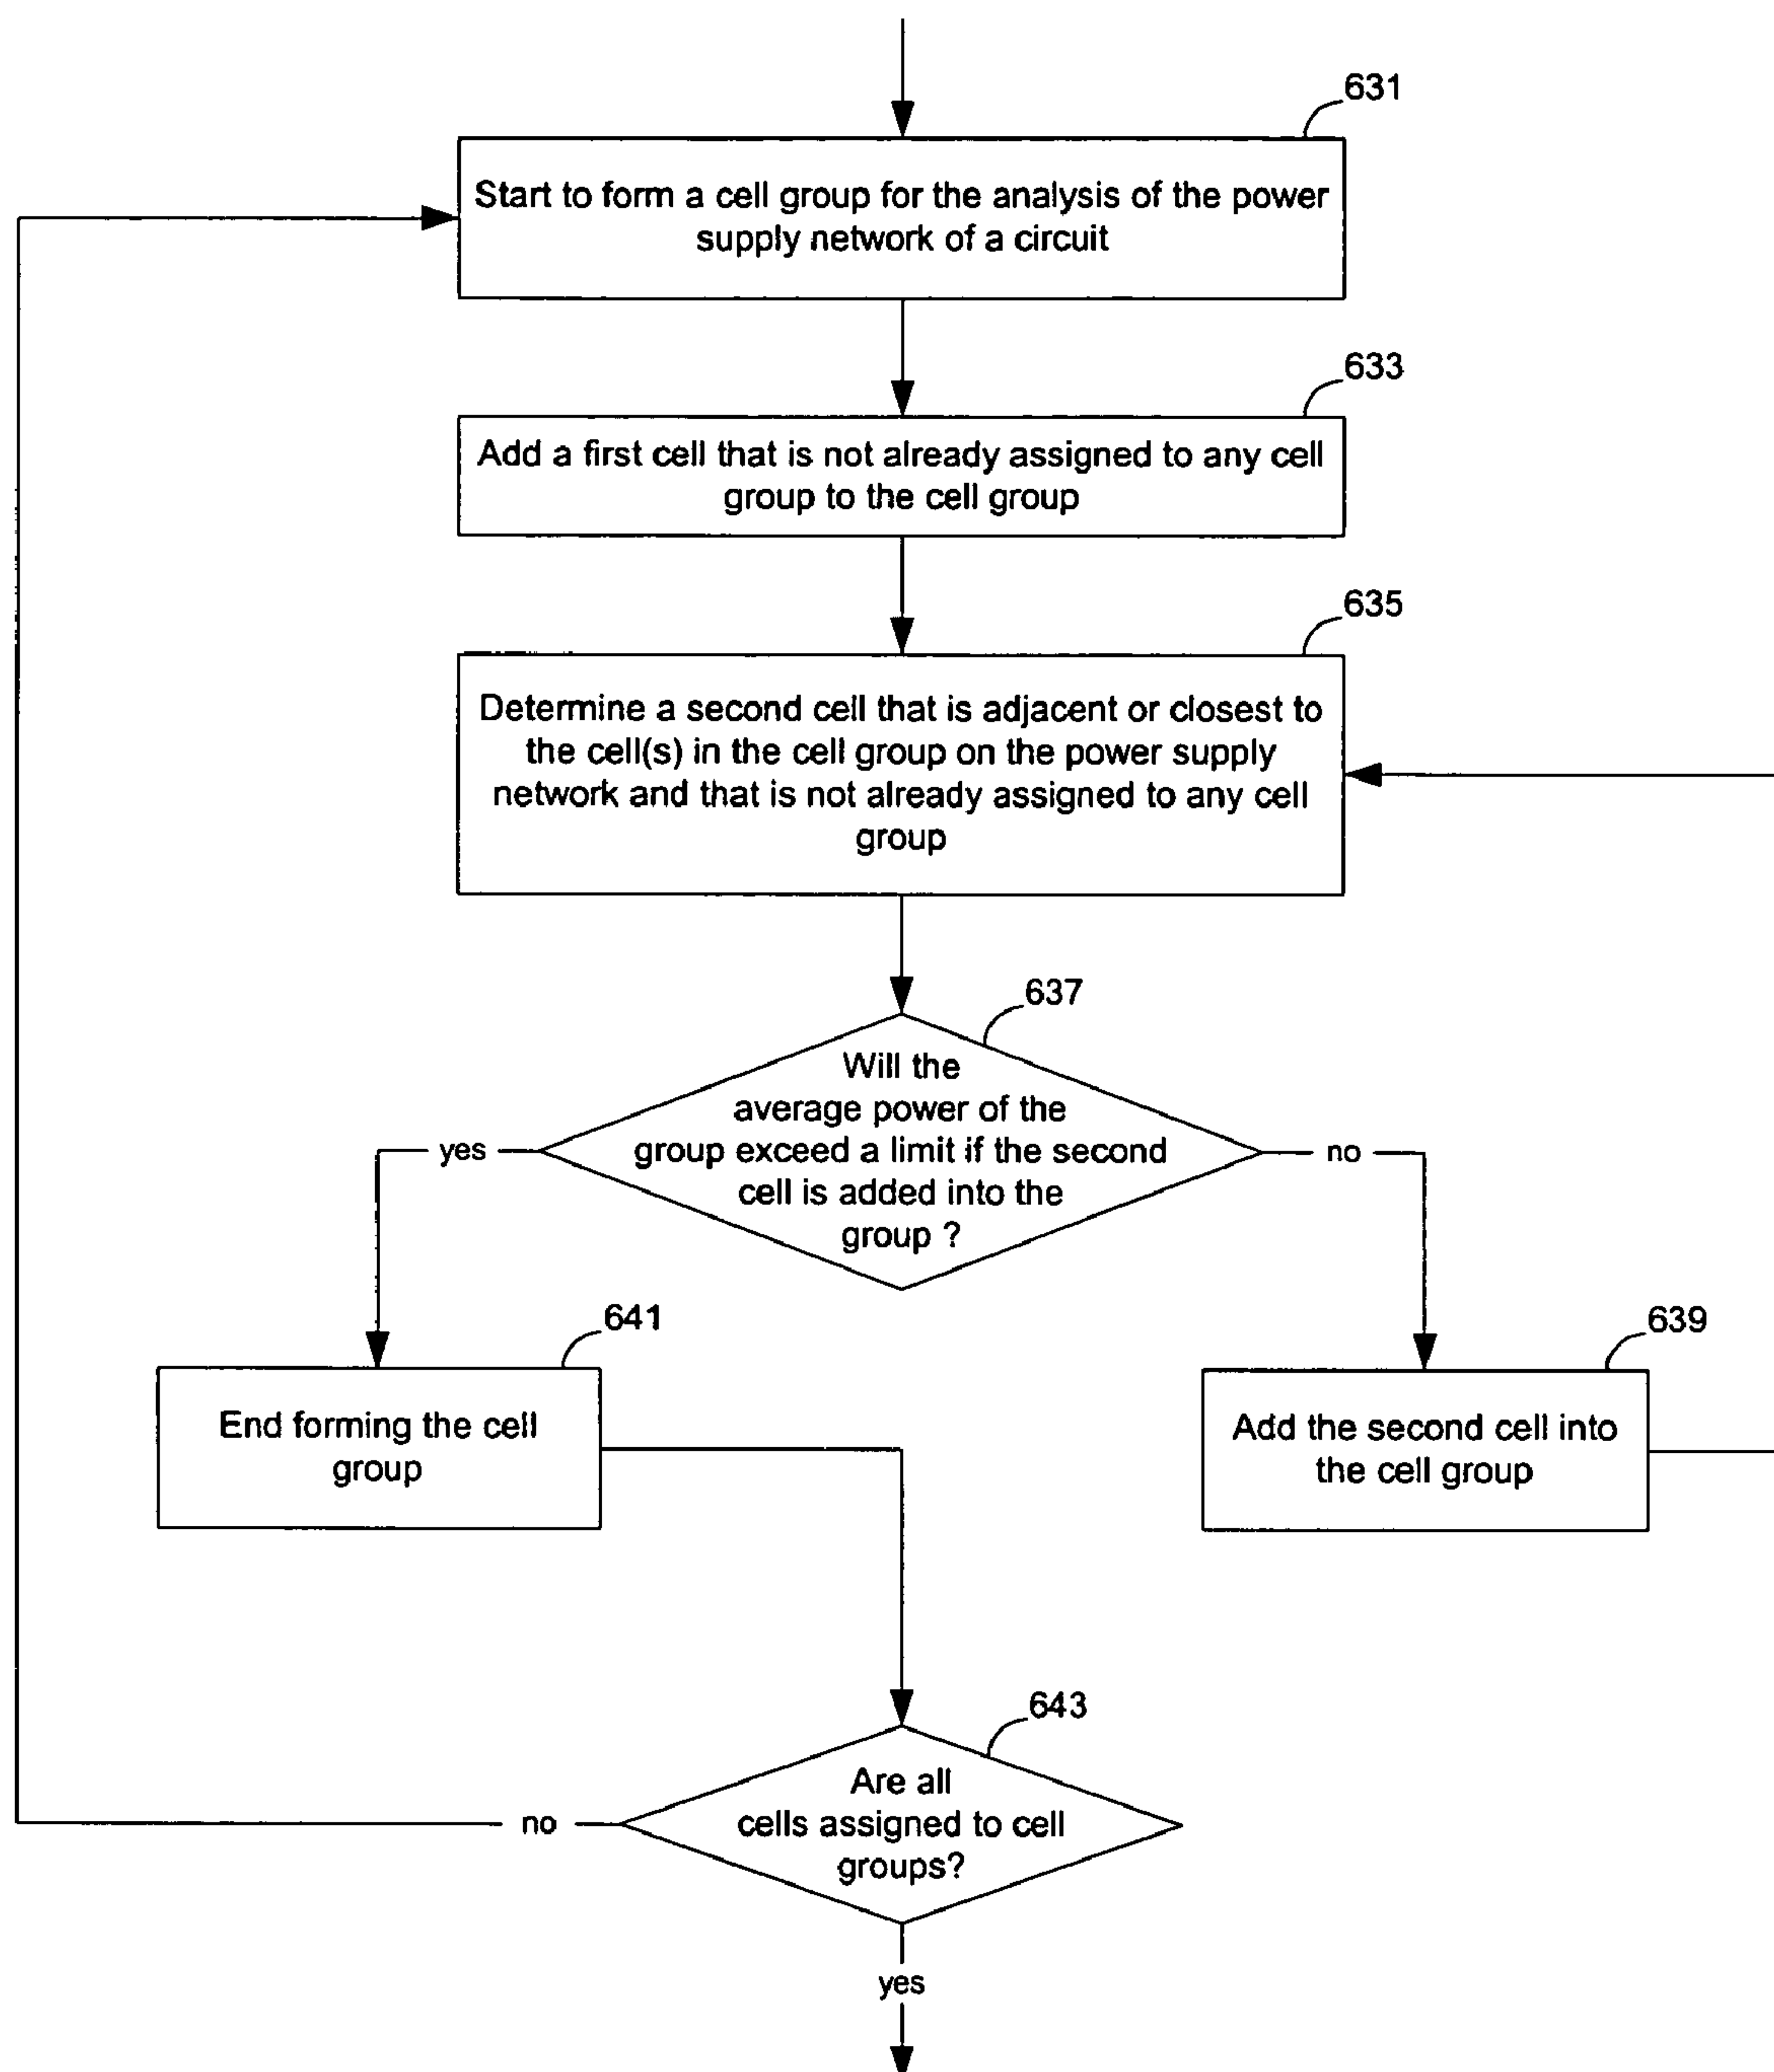 631
Start to form a cell group for the analysis of the power
supply network of a circuit
633
Add a first cell that is not already assigned to any cell
group to the cell group
635
Determine a second cell that is adjacent or closest to
the cell(s) in the cell group on the power supply
network and that is not already assigned to any cell
group
637
Will the
average power of the
group exceed a limit if the second
cell is added into the
group ?
yes
no
641
End forming the cell
group
639
Add the second cell into
the cell group
643
Are all
cells assigned to cell
groups?
no
yes